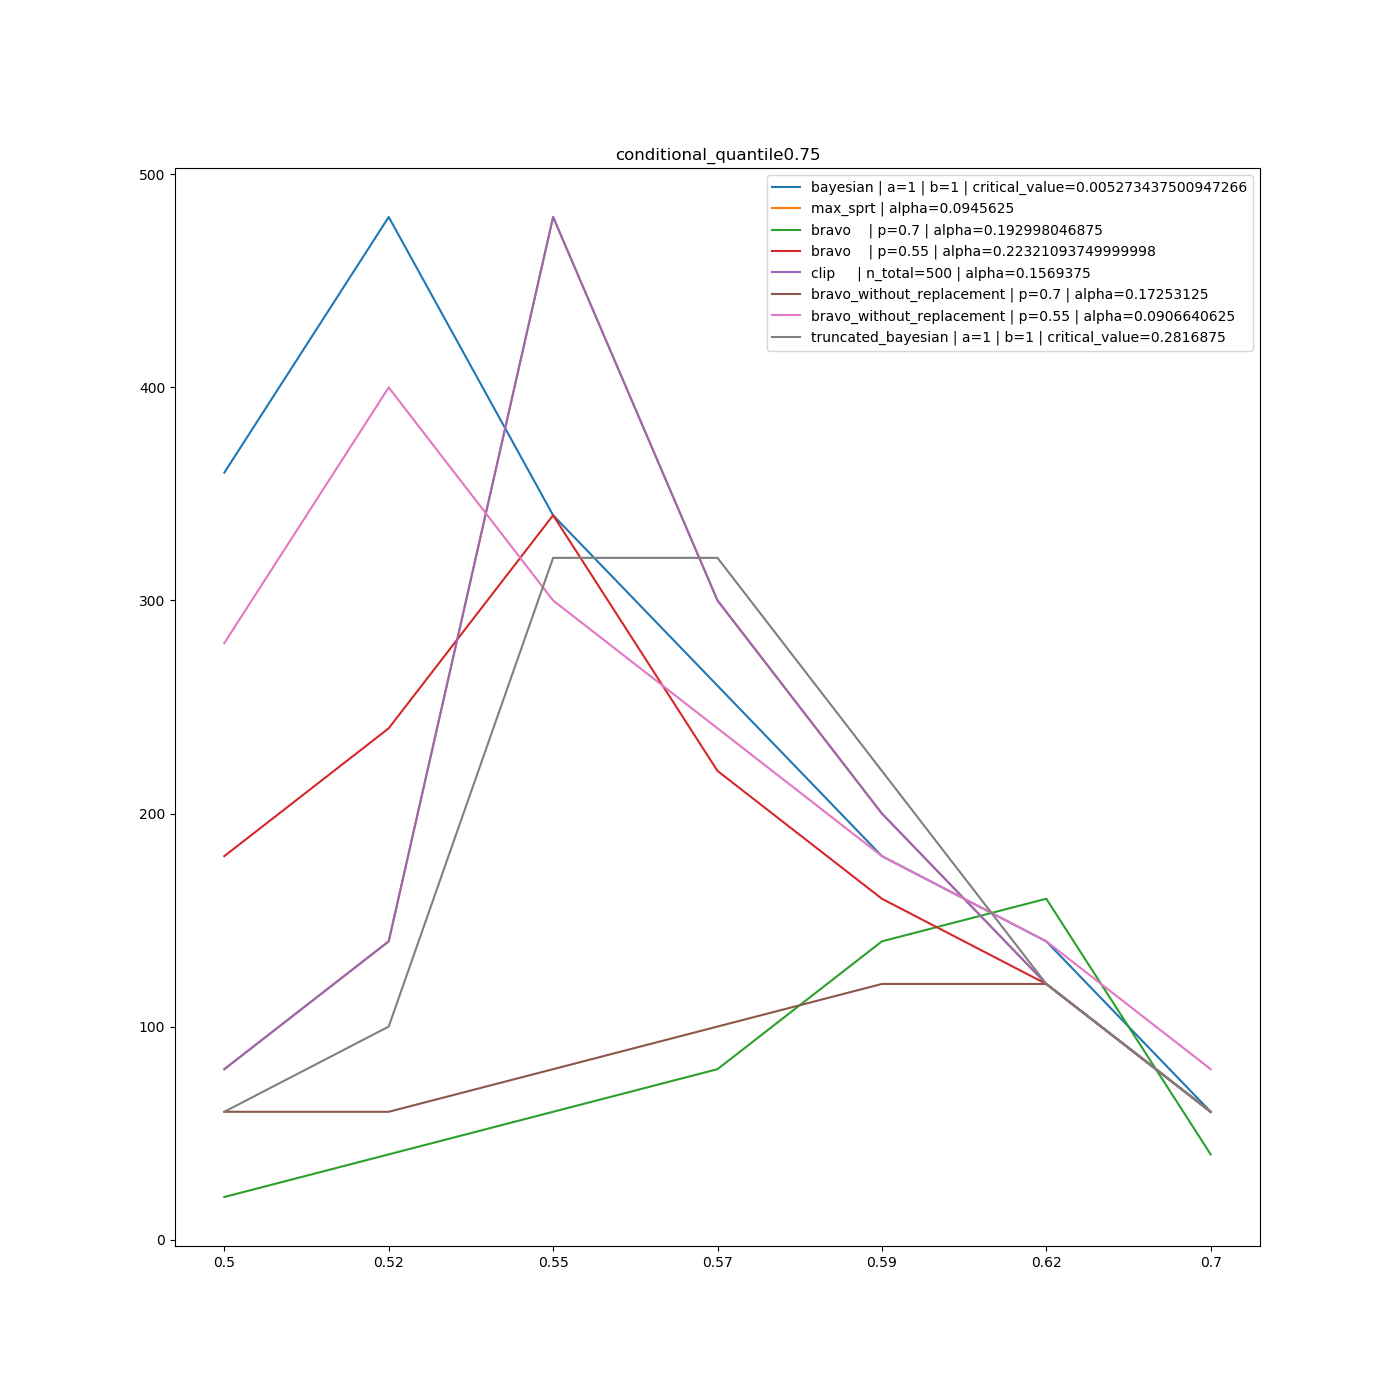 conditional_quantile0.75
500
400
300
200
100
0
bayesian | a=1 | b=1 | critical_value=0.005273437500947266
max_sprt | alpha=0.0945625
bravo    | p=0.7 | alpha=0.192998046875
bravo    | p=0.55 | alpha=0.22321093749999998
clip     | n_total=500 | alpha=0.1569375
bravo_without_replacement | p=0.7 | alpha=0.17253125
bravo_without_replacement | p=0.55 | alpha=0.0906640625
truncated_bayesian | a=1 | b=1 | critical_value=0.2816875
0.5 0.52 0.55 0.57 0.59 0.62 0.7